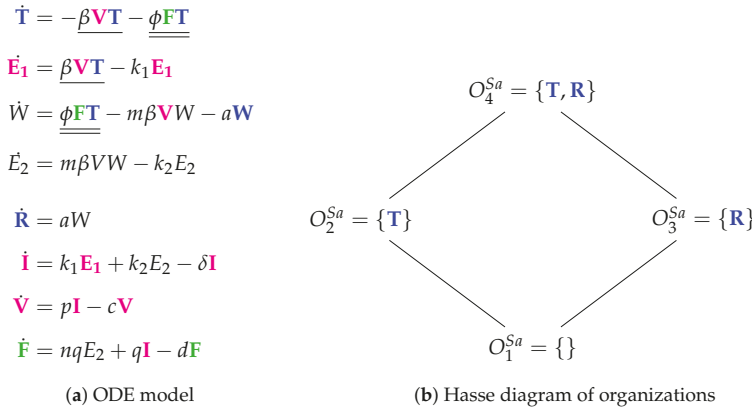 Ṫ = −βVT − ϕFT
Ė₁ = βVT − k₁E₁
Ẇ = ϕFT − mβVW − aW
Ė₂ = mβVW − k₂E₂
Ṙ = aW
İ = k₁E₁ + k₂E₂ − δI
V̇ = pI − cV
Ḟ = nqE₂ + qI − dF
(a) ODE model
O₄^{Sa} = {T, R}
O₂^{Sa} = {T}
O₃^{Sa} = {R}
O₁^{Sa} = {}
(b) Hasse diagram of organizations